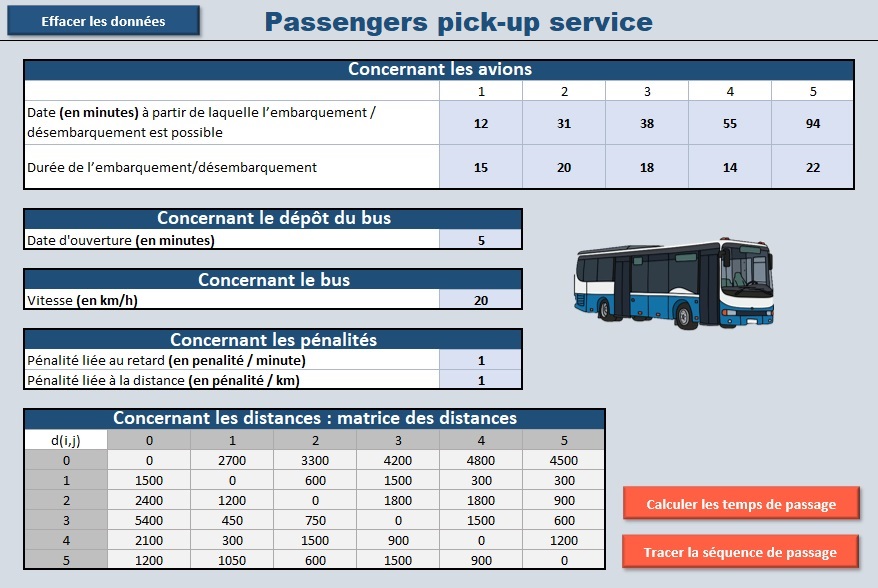 Effacer les données
Passengers pick-up service
Concernant les avions
1 2 3 4 5
Date (en minutes) à partir de laquelle l’embarquement /
désembarquement est possible
12 31 38 55 94
Durée de l’embarquement/désembarquement
15 20 18 14 22
Concernant le dépôt du bus
Date d'ouverture (en minutes) 5
Concernant le bus
Vitesse (en km/h) 20
Concernant les pénalités
Pénalité liée au retard (en penalité / minute) 1
Pénalité liée à la distance (en pénalité / km) 1
Concernant les distances : matrice des distances
d(i,j) 0 1 2 3 4 5
0 0 2700 3300 4200 4800 4500
1 1500 0 600 1500 300 300
2 2400 1200 0 1800 1800 900
3 5400 450 750 0 1500 600
4 2100 300 1500 900 0 1200
5 1200 1050 600 1500 900 0
Calculer les temps de passage
Tracer la séquence de passage